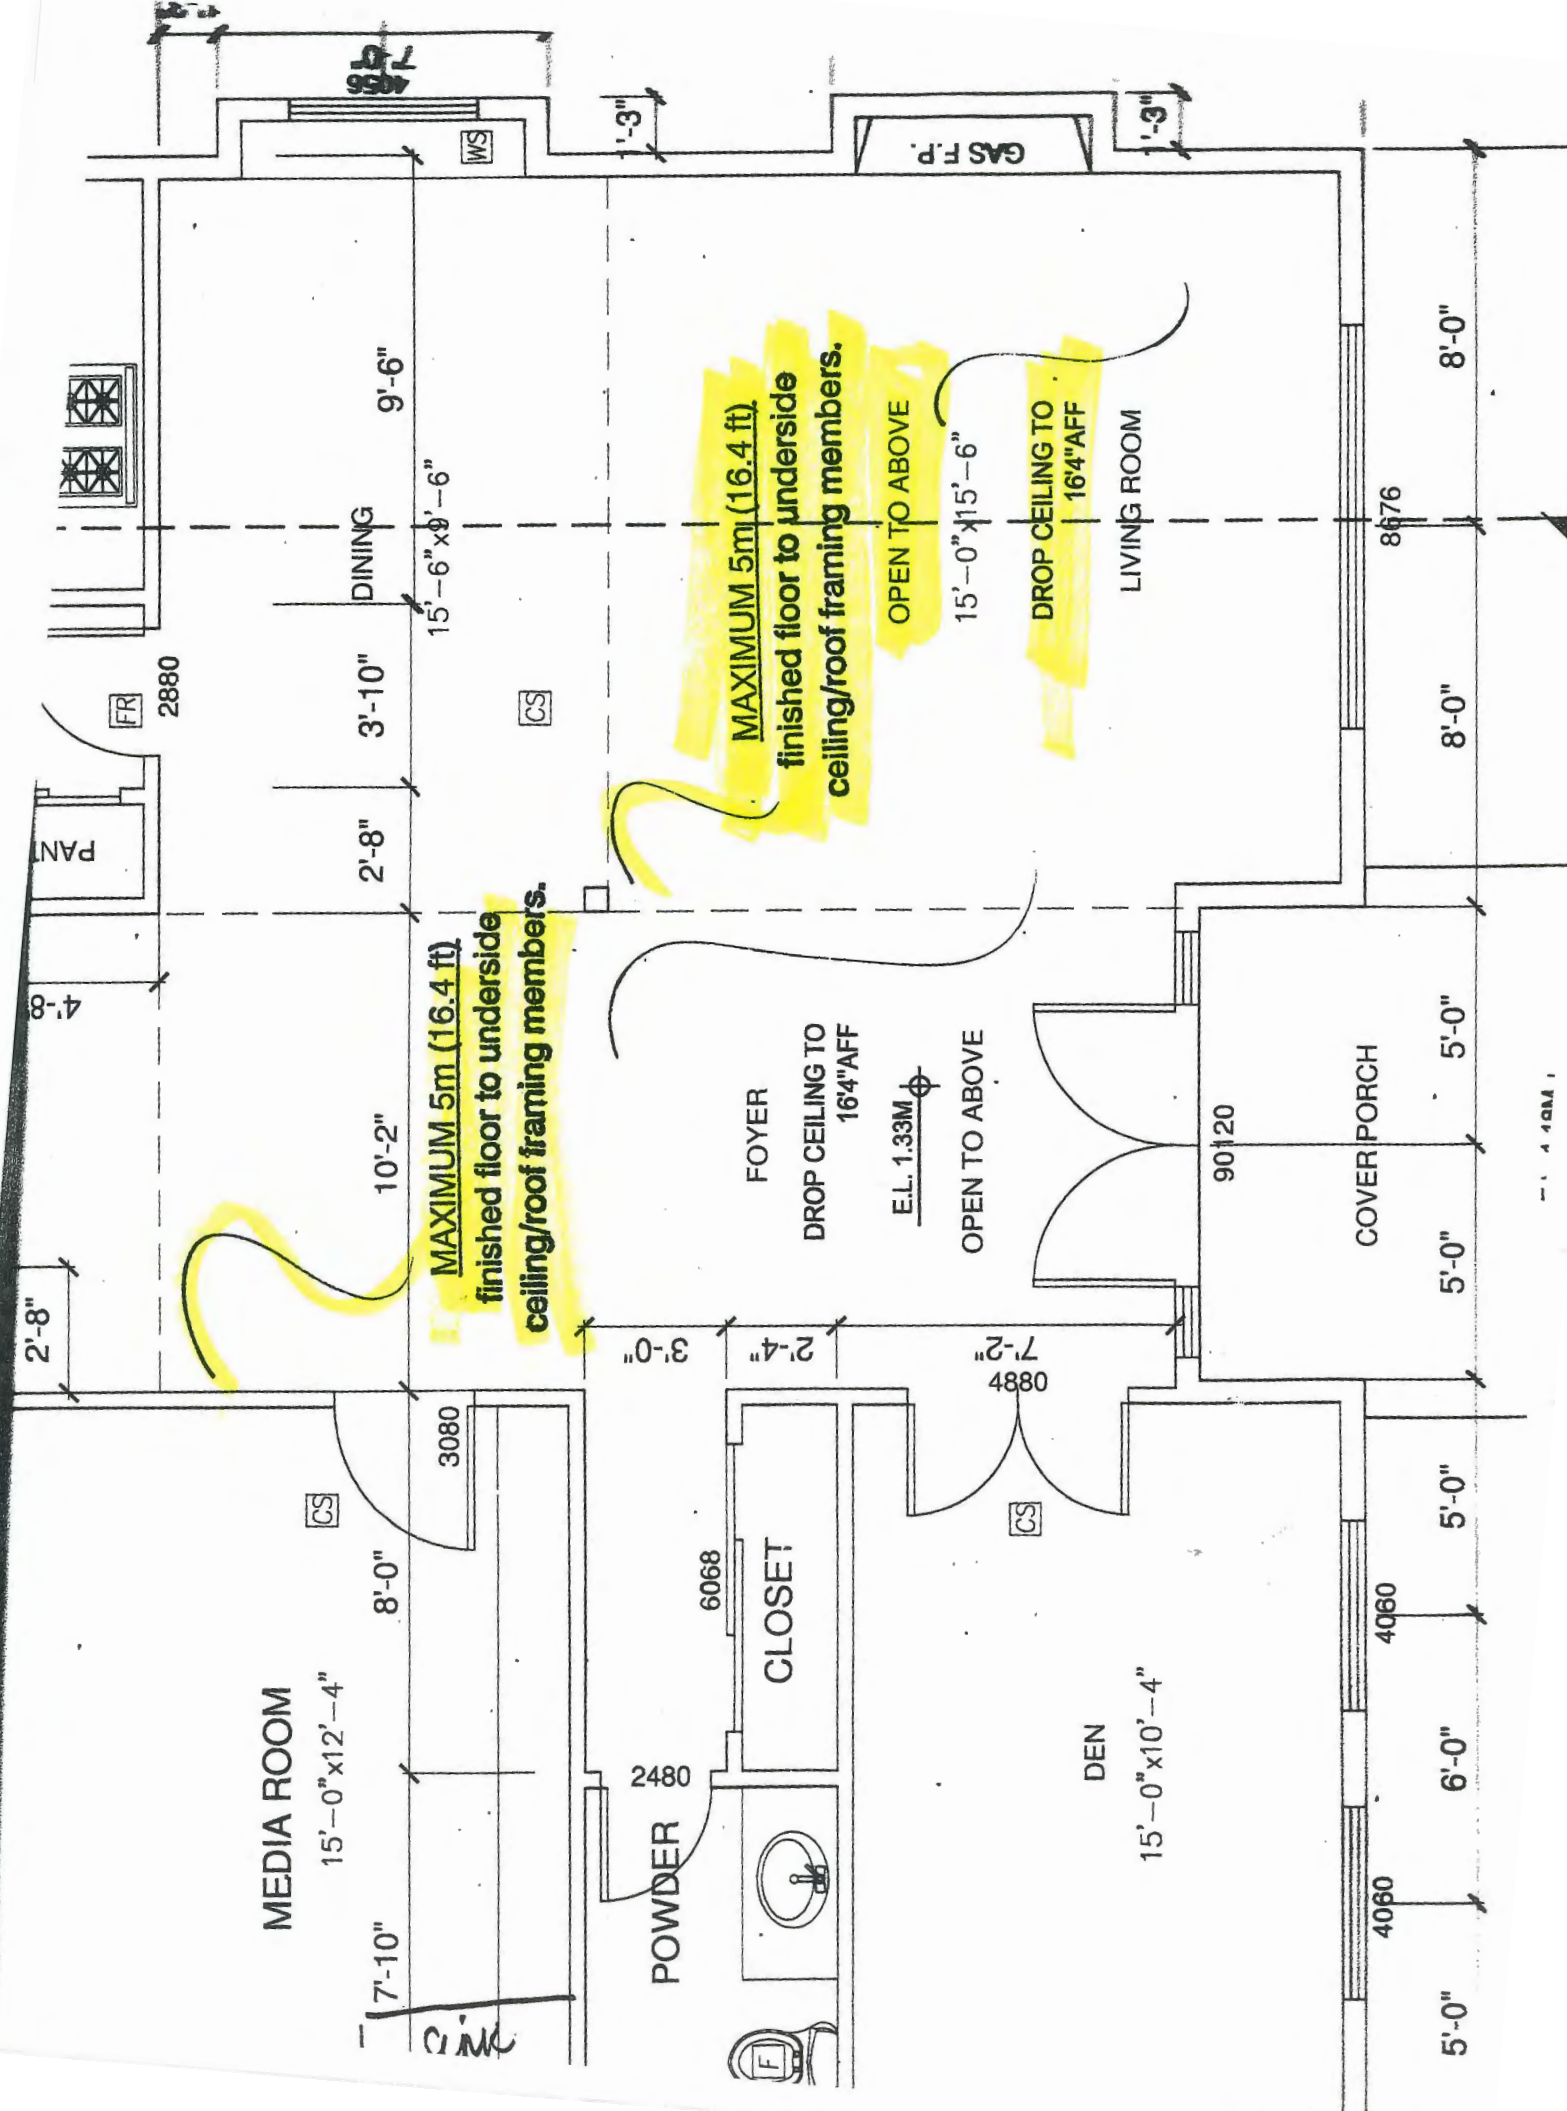 4056
WS
1'-3"
GAS F.P.
1'-3"
FR
2880
PAN
9'-6"
3'-10"
2'-8"
DINING
15'-6"x9'-6"
CS
MAXIMUM 5m (16.4 ft)
finished floor to underside
ceiling/roof framing members.
OPEN TO ABOVE
15'-0"x15'-6"
DROP CEILING TO
16'4"AFF
LIVING ROOM
8676
8'-0"
8'-0"
4'-8
2'-8"
10'-2"
MAXIMUM 5m (16.4 ft)
finished floor to underside
ceiling/roof framing members.
FOYER
DROP CEILING TO
16'4"AFF
E.L. 1.33M
OPEN TO ABOVE
3'-0"
2'-4"
7'-2"
4880
90120
COVER PORCH
5'-0"
5'-0"
3080
CS
8'-0"
MEDIA ROOM
15'-0"x12'-4"
7'-10"
6068
CLOSET
2480
POWDER
F
CS
DEN
15'-0"x10'-4"
4060
4060
5'-0"
6'-0"
5'-0"